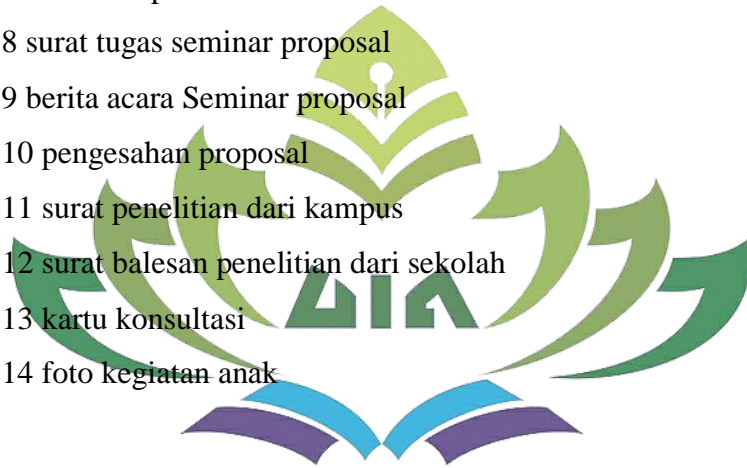 8 surat tugas seminar proposal
9 berita acara Seminar proposal
10 pengesahan proposal
11 surat penelitian dari kampus
12 surat balesan penelitian dari sekolah
13 kartu konsultasi
14 foto kegiatan anak